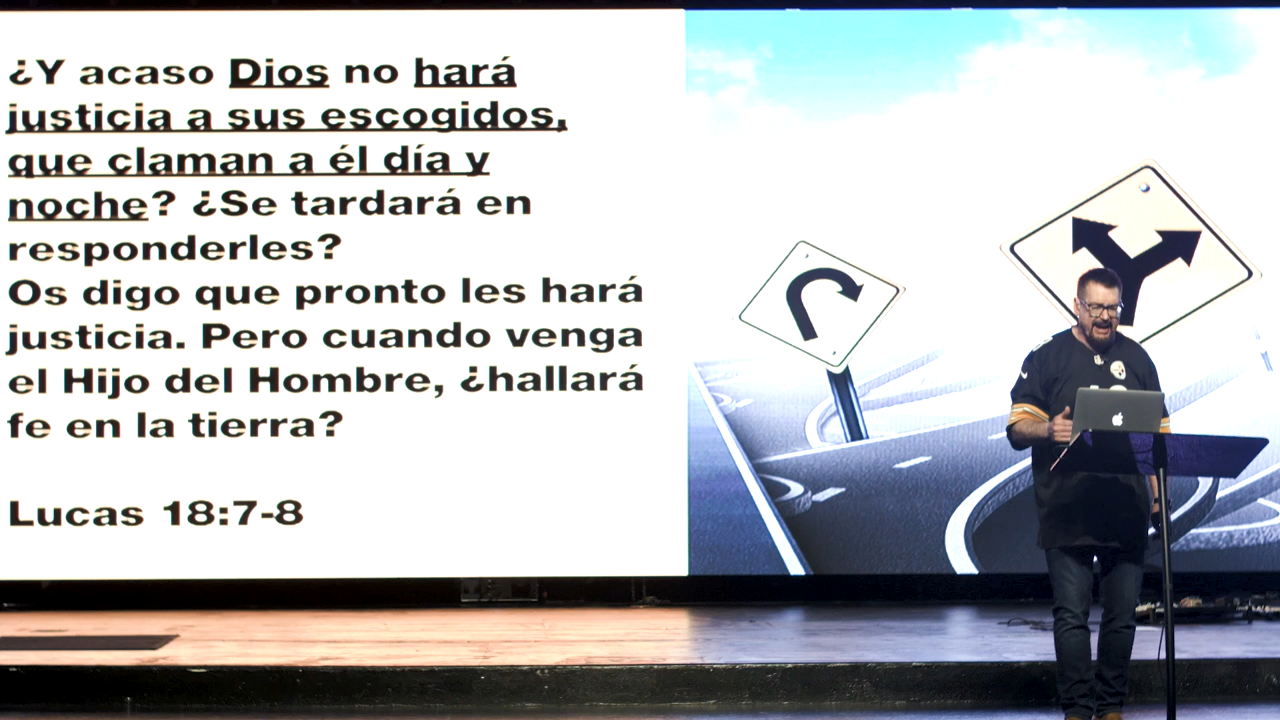 ¿Y acaso Dios no hará
justicia a sus escogidos,
que claman a él día y
noche? ¿Se tardará en
responderles?
Os digo que pronto les hará
justicia. Pero cuando venga
el Hijo del Hombre, ¿hallará
fe en la tierra?
Lucas 18:7-8